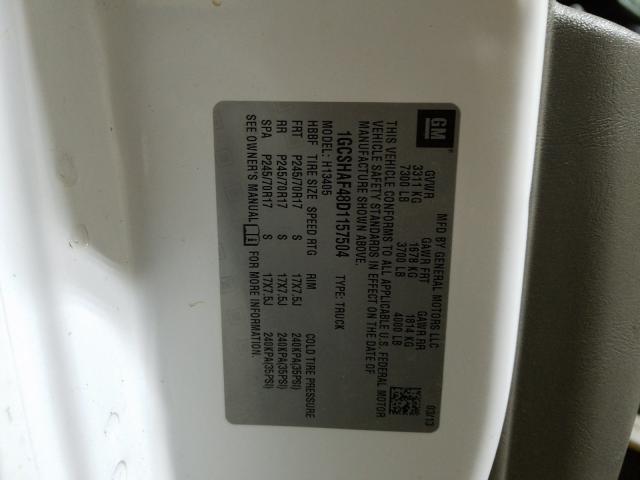 GM
MFD BY GENERAL MOTORS LLC 03/13
GVWR GAWR FRT GAWR RR
3311 KG 1678 KG 1814 KG
7300 LB 3700 LB 4000 LB
THIS VEHICLE CONFORMS TO ALL APPLICABLE U.S. FEDERAL MOTOR
VEHICLE SAFETY STANDARDS IN EFFECT ON THE DATE OF
MANUFACTURE SHOWN ABOVE.
1GCSHAF48D1157504 TYPE: TRUCK
MODEL: H13405
HBBF TIRE SIZE SPEED RTG RIM COLD TIRE PRESSURE
FRT P245/70R17 S 17X7.5J 240KPA(35PSI)
RR P245/70R17 S 17X7.5J 240KPA(35PSI)
SPA P245/70R17 S 17X7.5J 240KPA(35PSI)
SEE OWNER'S MANUAL FOR MORE INFORMATION.